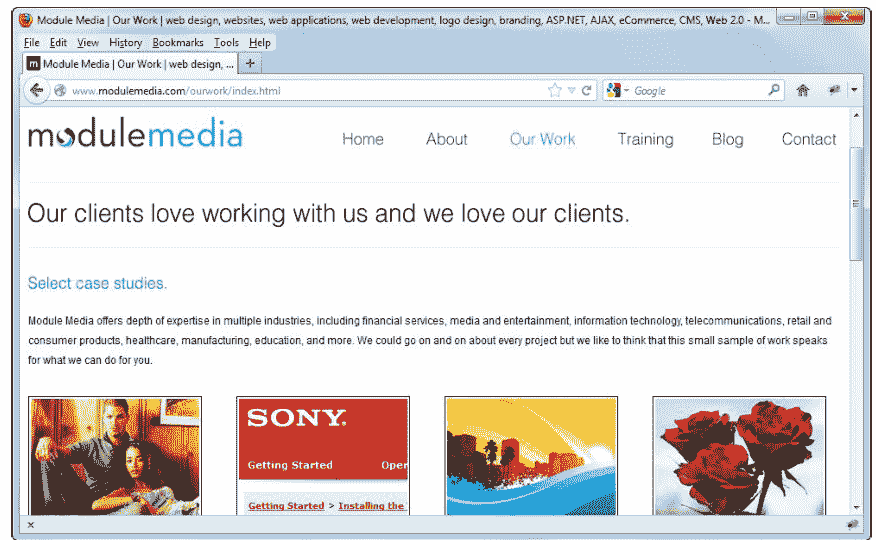 Module Media | Our Work | web design, websites, web applications, web development, logo design, branding, ASP.NET, AJAX, eCommerce, CMS, Web 2.0 - M...
File Edit View History Bookmarks Tools Help
m Module Media | Our Work | web design, ... +
www.modulemedia.com/ourwork/index.html Google
modulemedia Home About Our Work Training Blog Contact
Our clients love working with us and we love our clients.
Select case studies.
Module Media offers depth of expertise in multiple industries, including financial services, media and entertainment, information technology, telecommunications, retail and
consumer products, healthcare, manufacturing, education, and more. We could go on and on about every project but we like to think that this small sample of work speaks
for what we can do for you.
SONY.
Getting Started Oper
Getting Started > Installing the